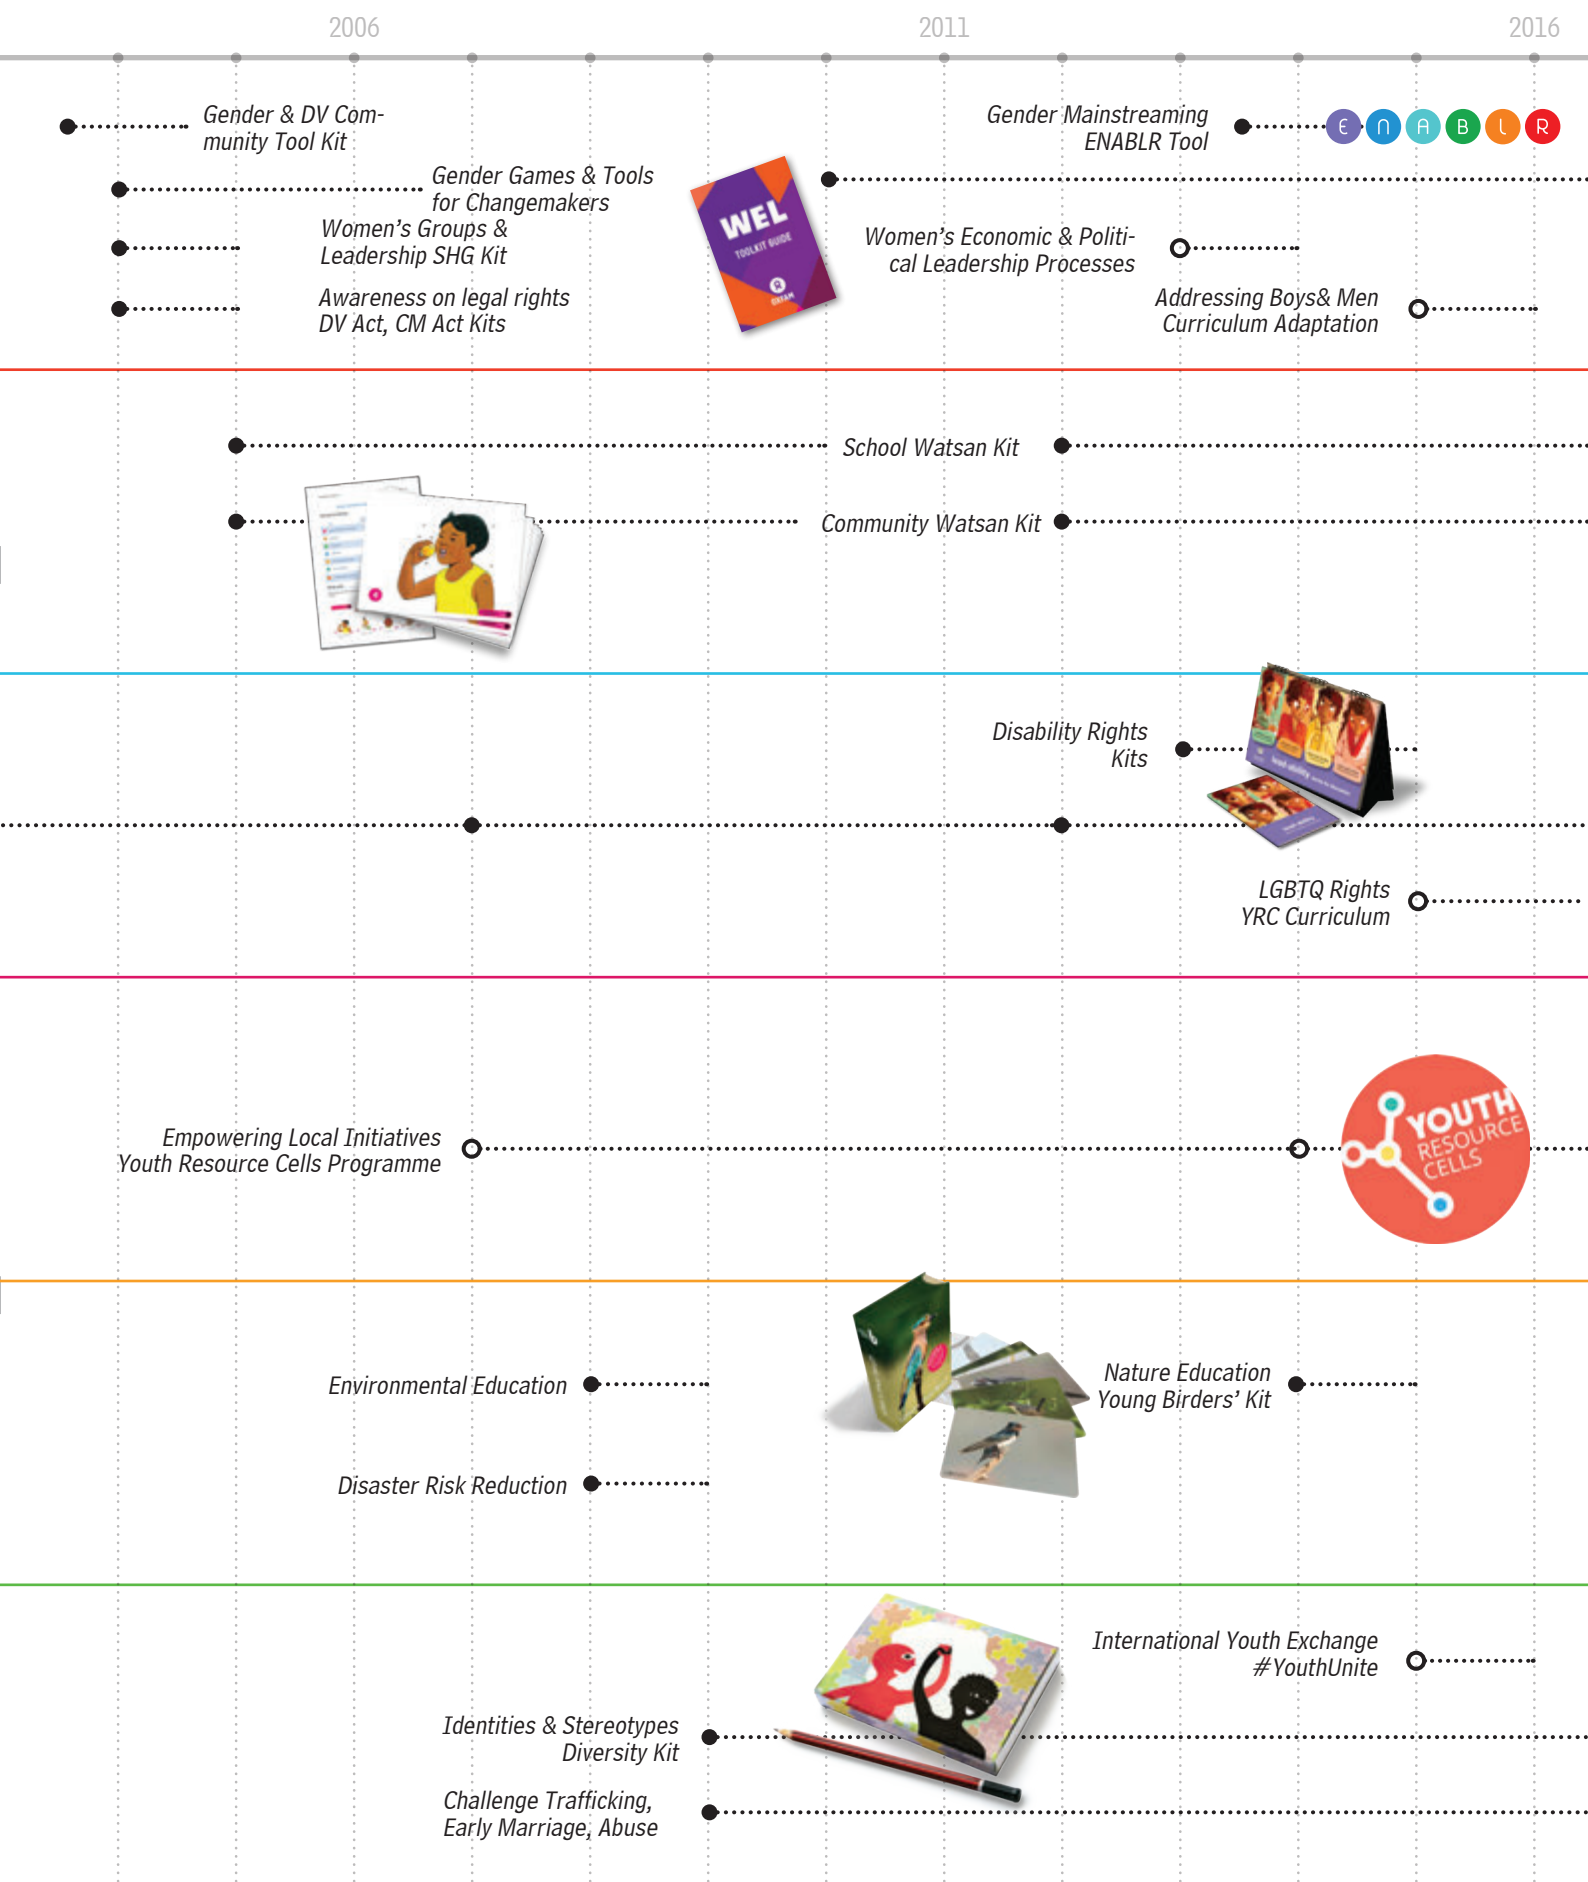 2006
2011
2016
Gender & DV Com-
munity Tool Kit
Gender Mainstreaming
ENABLR Tool
E N A B L R
Gender Games & Tools
for Changemakers
WEL
TOOLKIT GUIDE
OXFAM
Women's Groups &
Leadership SHG Kit
Women's Economic & Politi-
cal Leadership Processes
Awareness on legal rights
DV Act, CM Act Kits
Addressing Boys& Men
Curriculum Adaptation
School Watsan Kit
Community Watsan Kit
Disability Rights
Kits
LGBTQ Rights
YRC Curriculum
Empowering Local Initiatives
Youth Resource Cells Programme
YOUTH
RESOURCE
CELLS
Environmental Education
Nature Education
Young Birders' Kit
Disaster Risk Reduction
International Youth Exchange
#YouthUnite
Identities & Stereotypes
Diversity Kit
Challenge Trafficking,
Early Marriage, Abuse